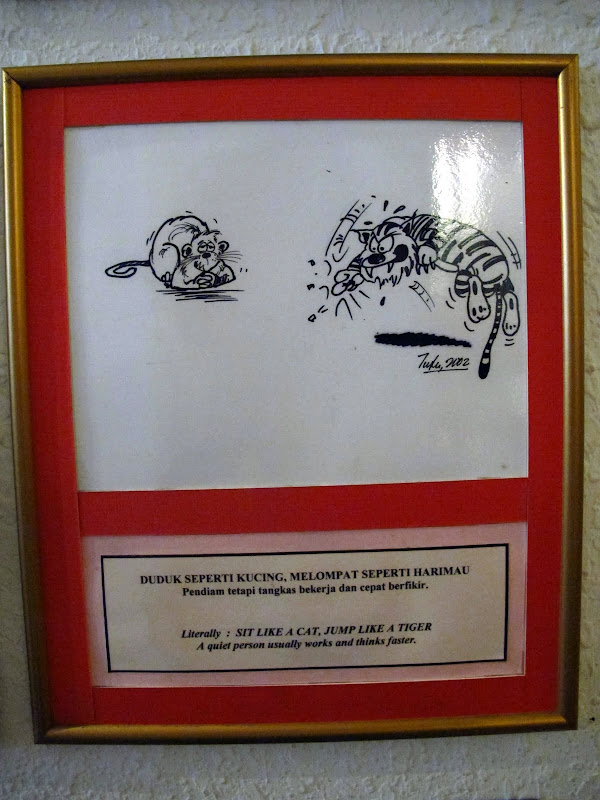 2002
DUDUK SEPERTI KUCING, MELOMPAT SEPERTI HARIMAU
Pendiam tetapi tangkas bekerja dan cepat berfikir.
Literally : SIT LIKE A CAT, JUMP LIKE A TIGER
A quiet person usually works and thinks faster.